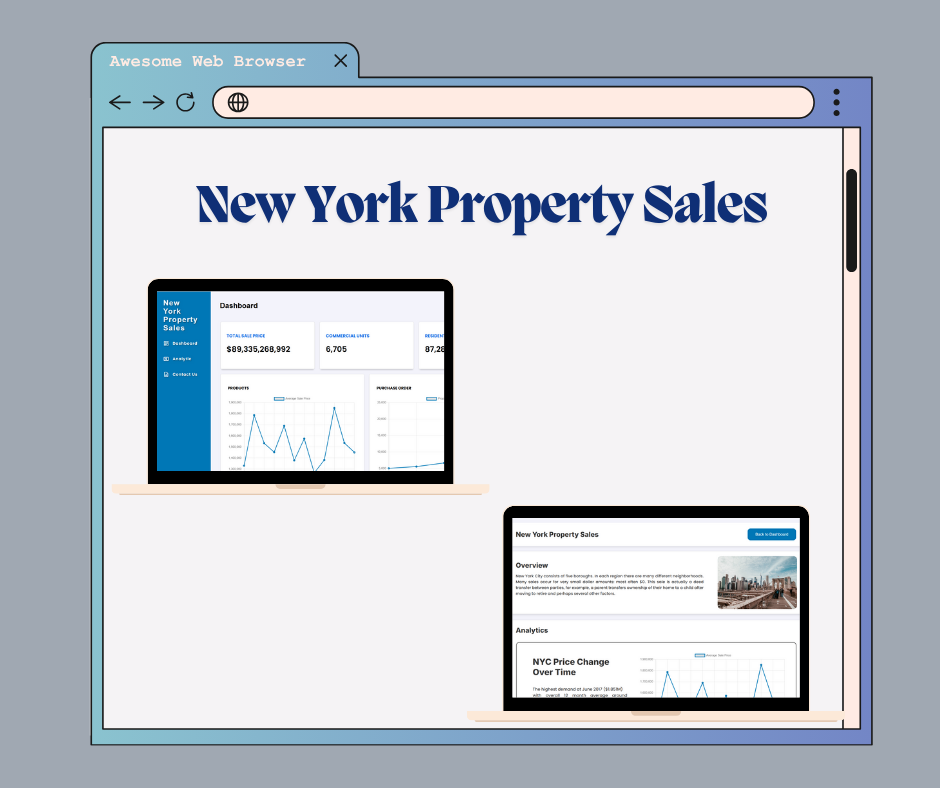 Awesome Web Browser
New York Property Sales
New
York
Property
Sales
Dashboard
Analytic
Contact Us
Dashboard
TOTAL SALE PRICE
$89,335,268,992
COMMERCIAL UNITS
6,705
RESIDEN
87,28
PRODUCTS
Average Sale Price
PURCHASE ORDER
New York Property Sales
Back to Dashboard
Overview
New York City consists of five boroughs. In each region there are many different neighborhoods.
Many sales occur for very small dollar amounts: most often $0. This sale is actually a deed
transfer between parties, for example, a parent transfers ownership of their home to a child after
moving to retire and perhaps several other factors.
Analytics
NYC Price Change
Over Time
Average Sale Price
The highest demand at June 2017
with overall 12 month average around